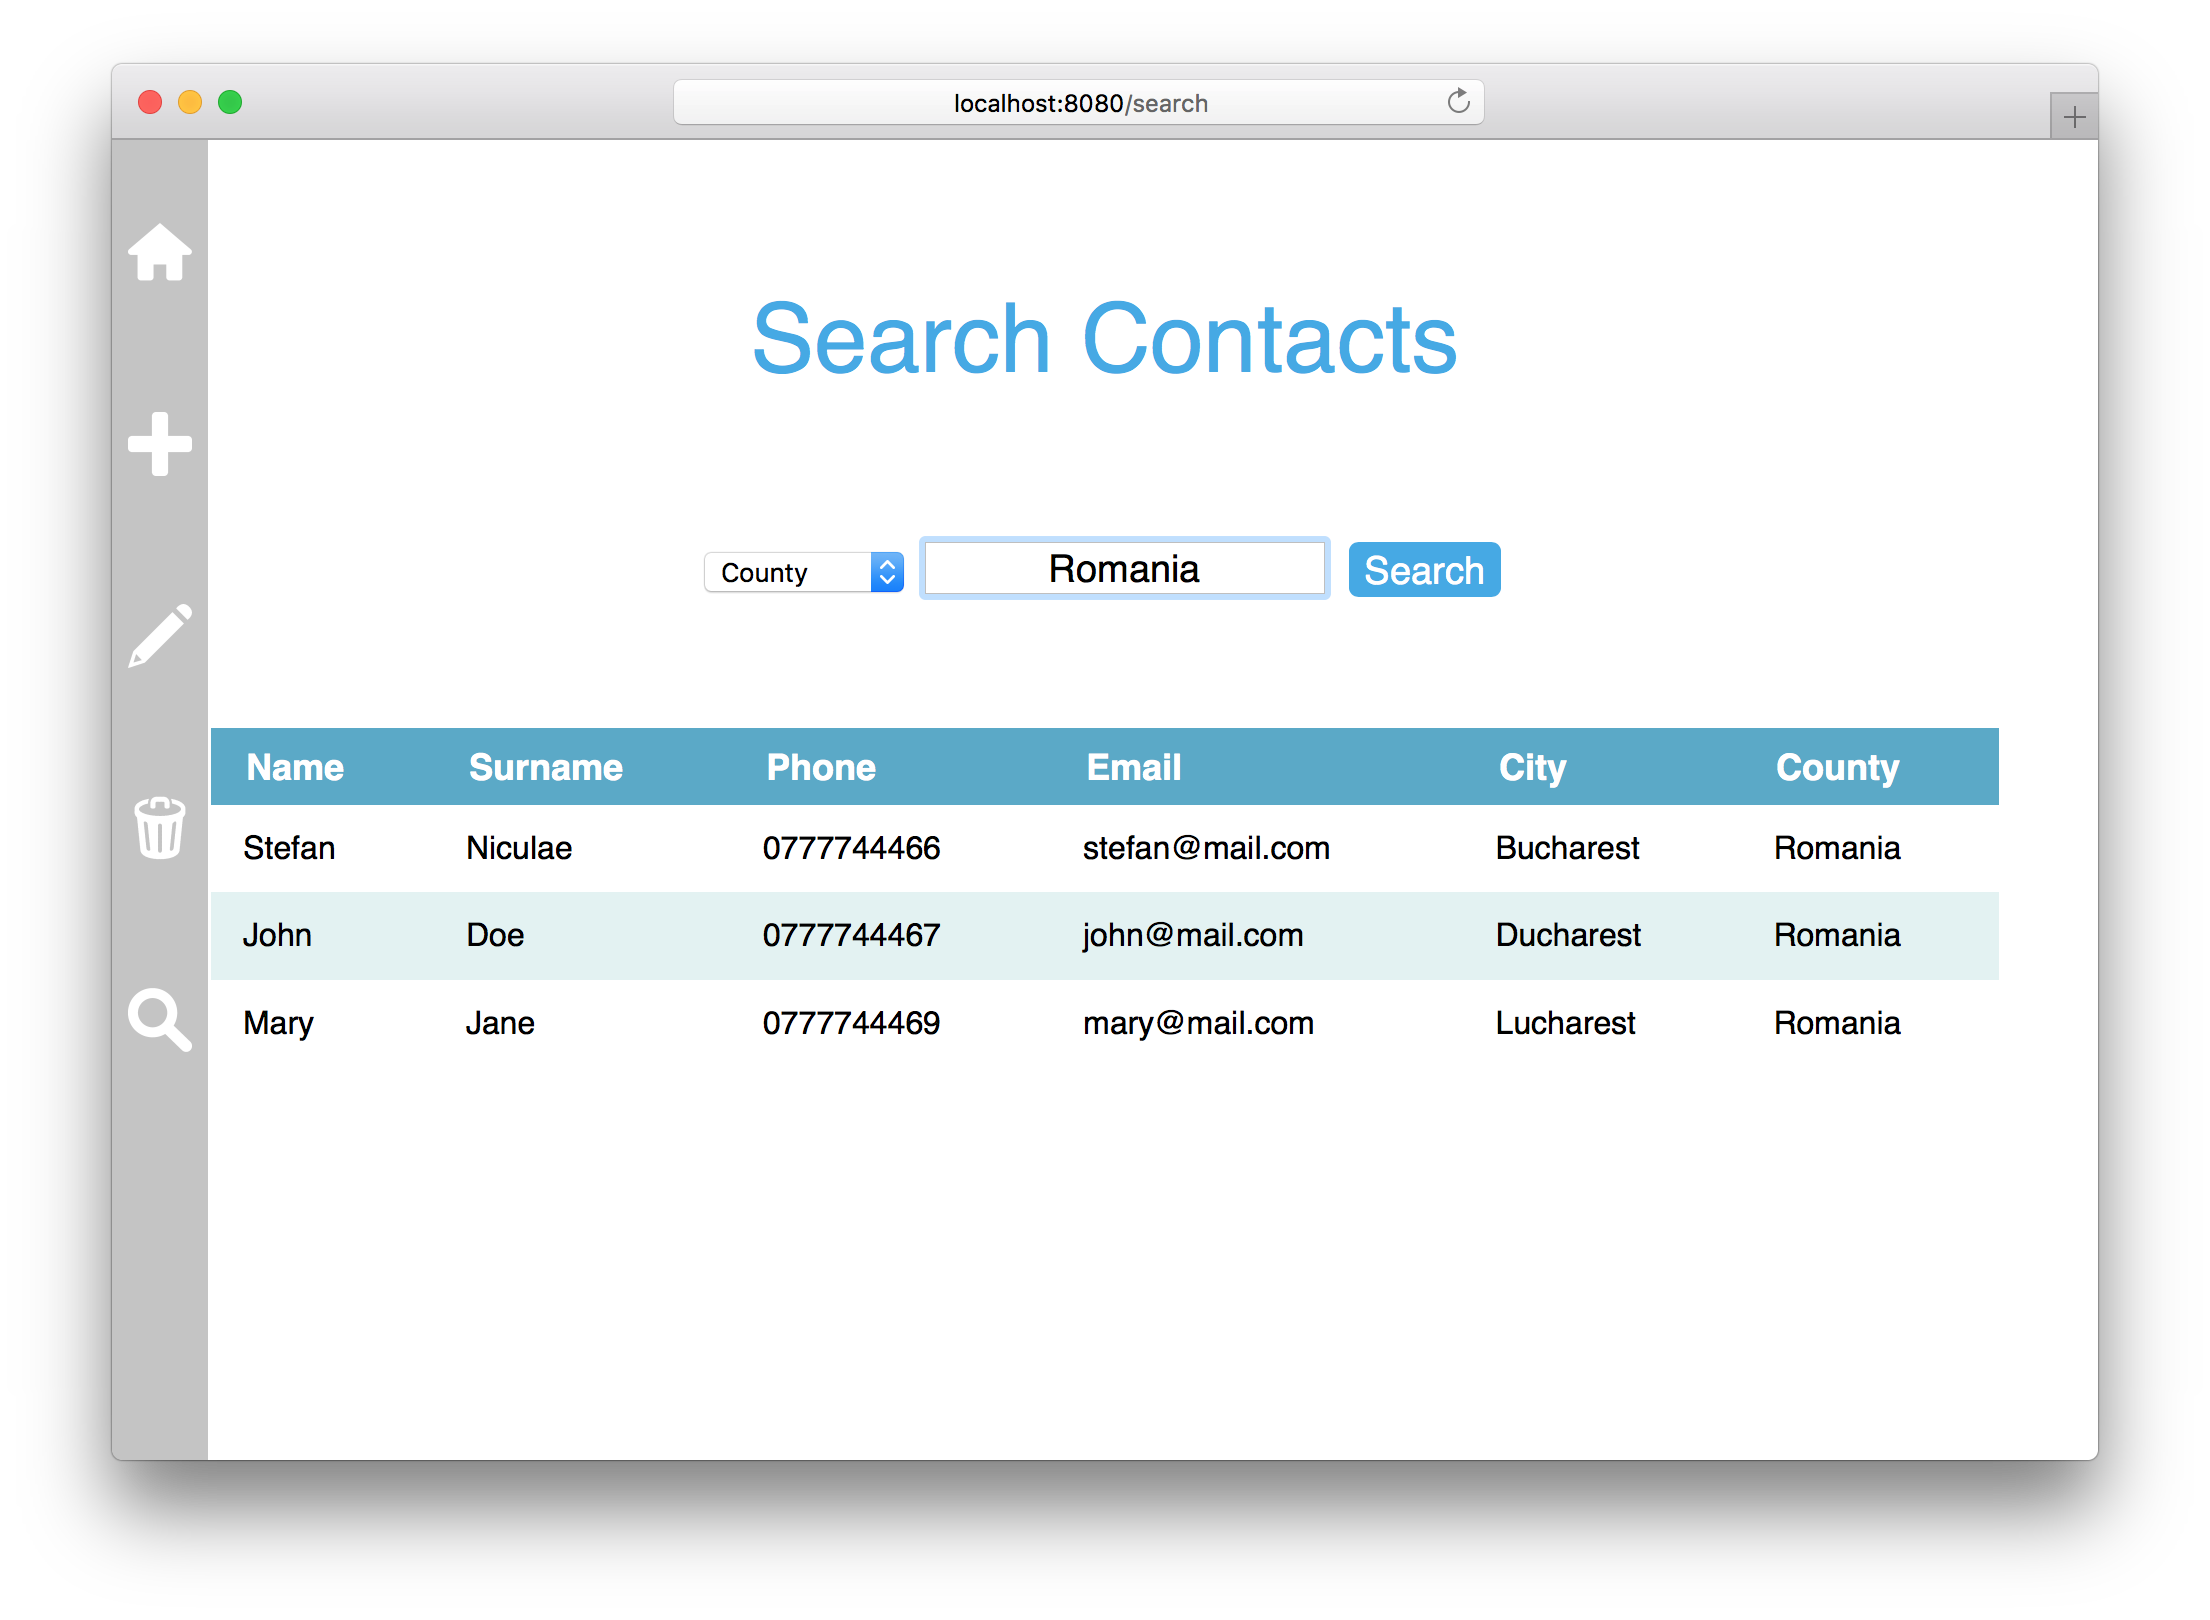 localhost:8080/search
Search Contacts
County Romania Search
Name Surname Phone Email City County
Stefan Niculae 0777744466 stefan@mail.com Bucharest Romania
John Doe 0777744467 john@mail.com Ducharest Romania
Mary Jane 0777744469 mary@mail.com Lucharest Romania